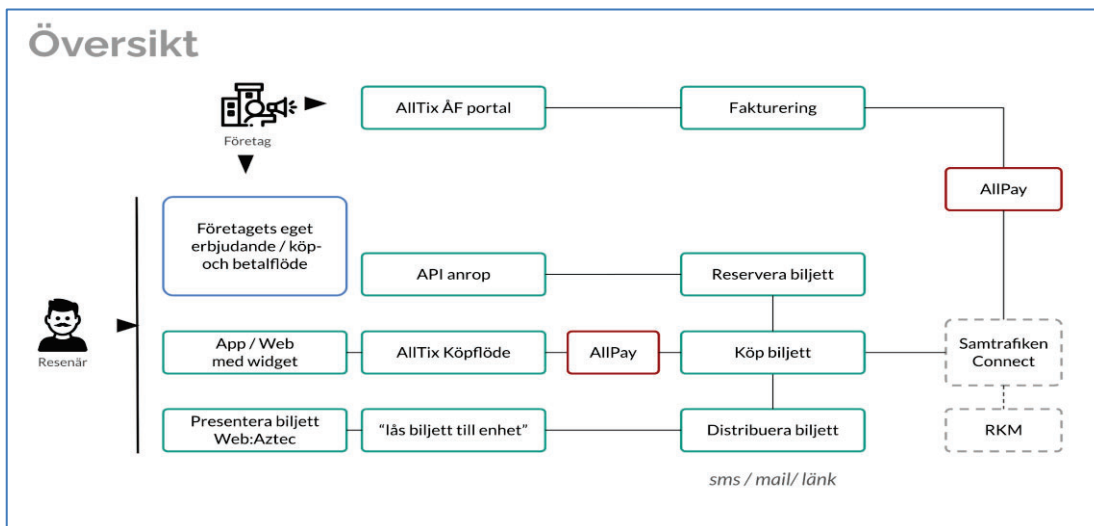 Översikt
AllTix ÅF portal
Fakturering
Företag
AllPay
Företagets eget
erbjudande / köp-
och betalflöde
API anrop
Reservera biljett
Resenär
App / Web
med widget
AllTix Köpflöde
AllPay
Köp biljett
Samtrafiken
Connect
Presentera biljett
Web:Aztec
“lås biljett till enhet”
Distribuera biljett
RKM
sms / mail/ länk